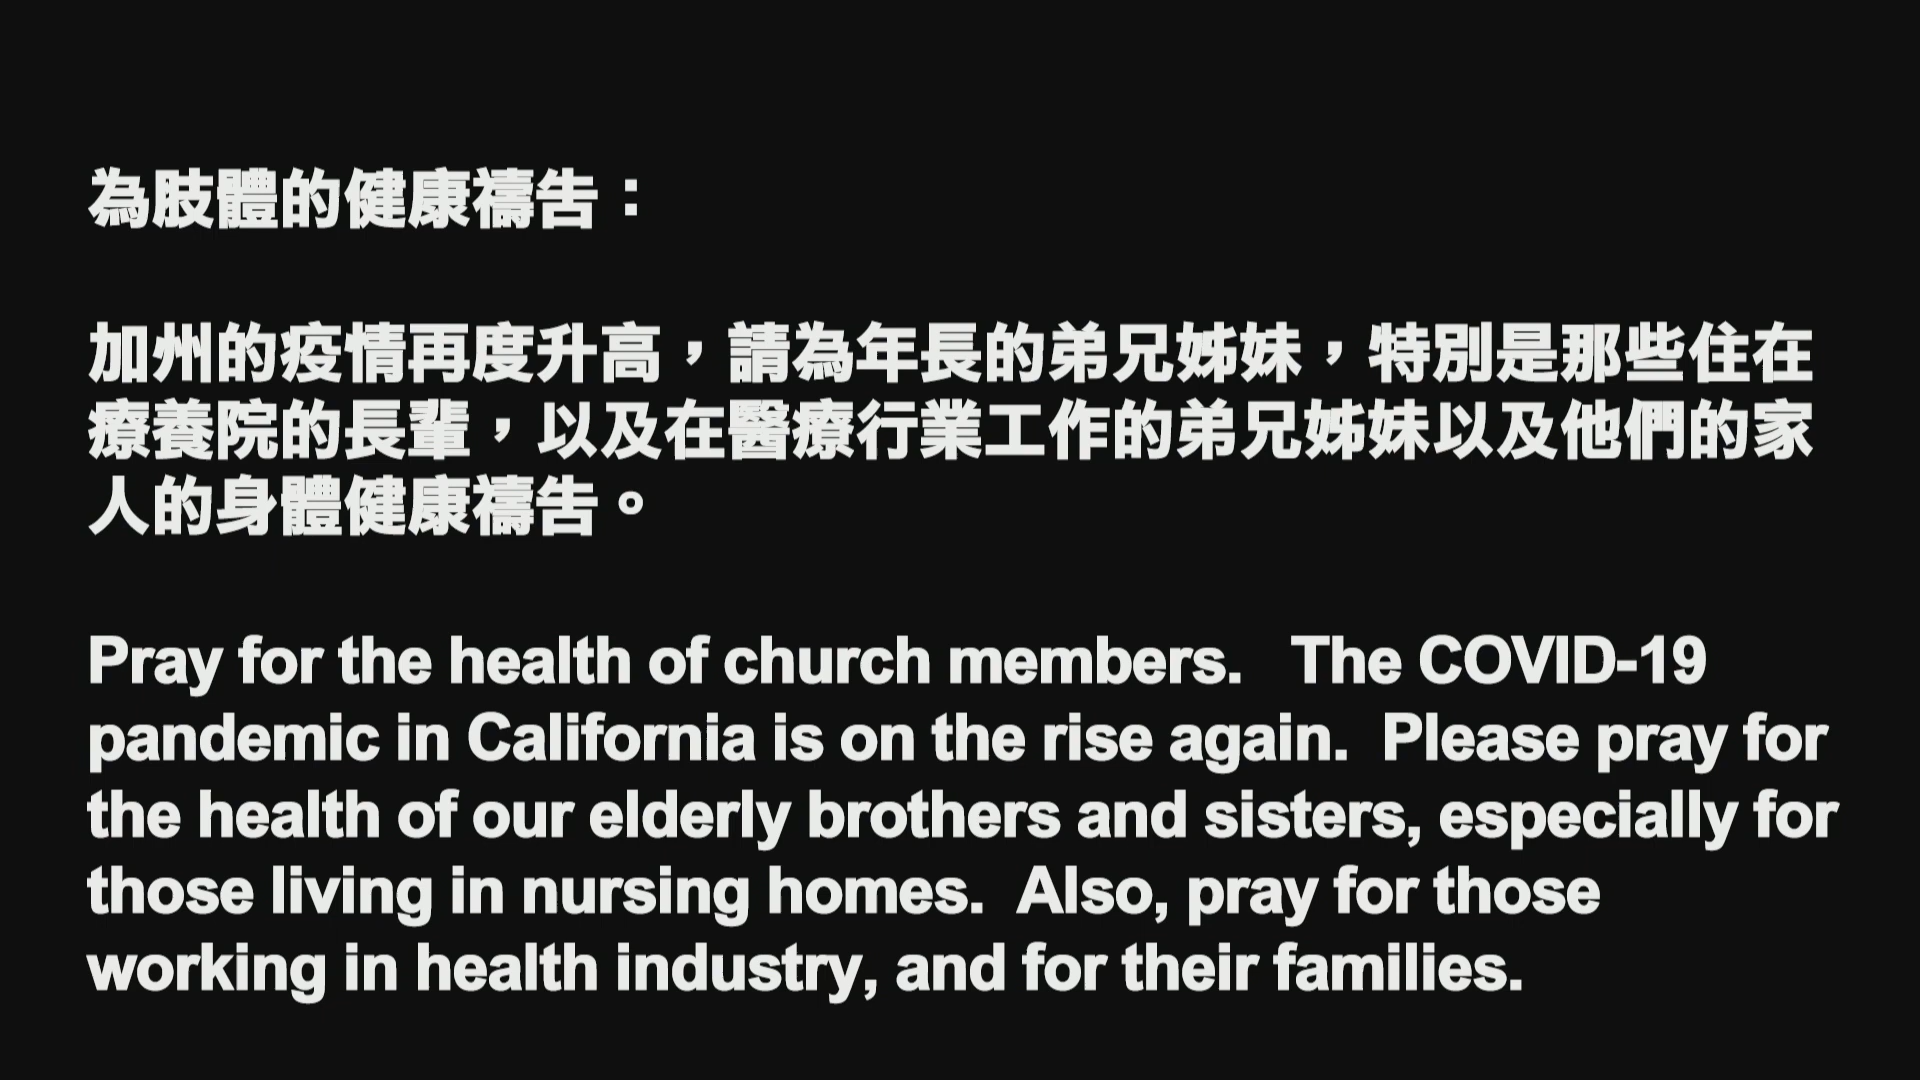 為肢體的健康禱告：
加州的疫情再度升高，請為年長的弟兄姊妹，特別是那些住在
療養院的長輩，以及在醫療行業工作的弟兄姊妹以及他們的家
人的身體健康禱告。
Pray for the health of church members.   The COVID-19
pandemic in California is on the rise again.  Please pray for
the health of our elderly brothers and sisters, especially for
those living in nursing homes.  Also, pray for those
working in health industry, and for their families.